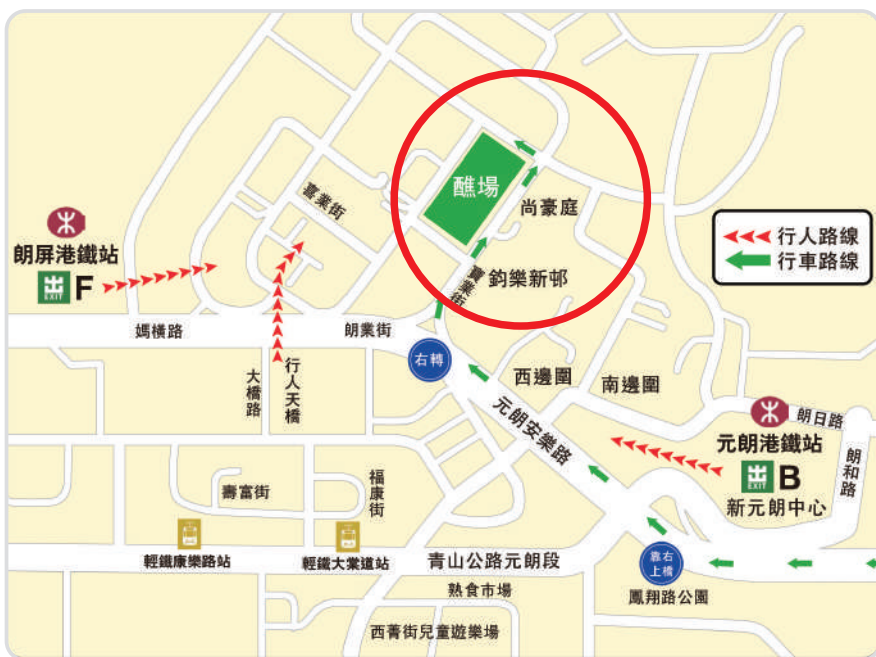 醮場
喜業街
尚豪庭
朗屏港鐵站
出
EXIT
F
行人路線
行車路線
鈞樂新邨
寶業街
媽橫路
朗業街
右轉
大橋路
行人天橋
西邊圍
南邊圍
元朗安樂路
朗日路
元朗港鐵站
出
EXIT
B
新元朗中心
朗和路
壽富街
福康街
輕鐵康樂路站
輕鐵大業道站
青山公路元朗段
靠右
上橋
熟食市場
鳳翔路公園
西菁街兒童遊樂場